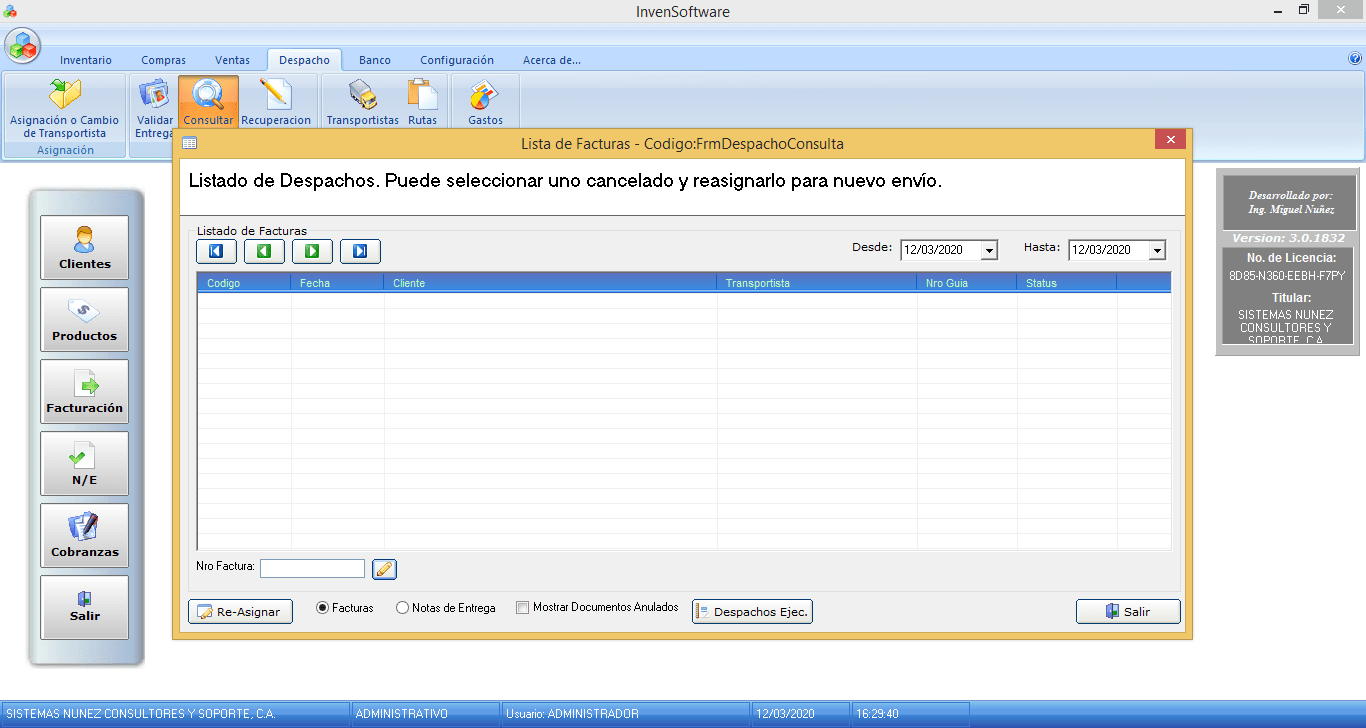 InvenSoftware
Inventario Compras Ventas Despacho Banco Configuración Acerca de...
Asignación o Cambio
de Transportista
Asignación
Validar
Entrega
Consultar
Recuperacion
Transportistas
Rutas
Gastos
Lista de Facturas - Codigo:FrmDespachoConsulta
Listado de Despachos. Puede seleccionar uno cancelado y reasignarlo para nuevo envío.
Listado de Facturas
Desde: 12/03/2020 Hasta: 12/03/2020
Codigo Fecha Cliente Transportista Nro Guia Status
Nro Factura:
Re-Asignar Facturas Notas de Entrega Mostrar Documentos Anulados Despachos Ejec. Salir
Clientes
Productos
Facturación
N/E
Cobranzas
Salir
Desarrollado por:
Ing. Miguel Nuñez
Version: 3.0.1832
No. de Licencia:
8D85-N360-EEBH-F7PY
Titular:
SISTEMAS NUNEZ
CONSULTORES Y
SOPORTE, C.A.
SISTEMAS NUNEZ CONSULTORES Y SOPORTE, C.A. ADMINISTRATIVO Usuario: ADMINISTRADOR 12/03/2020 16:29:40